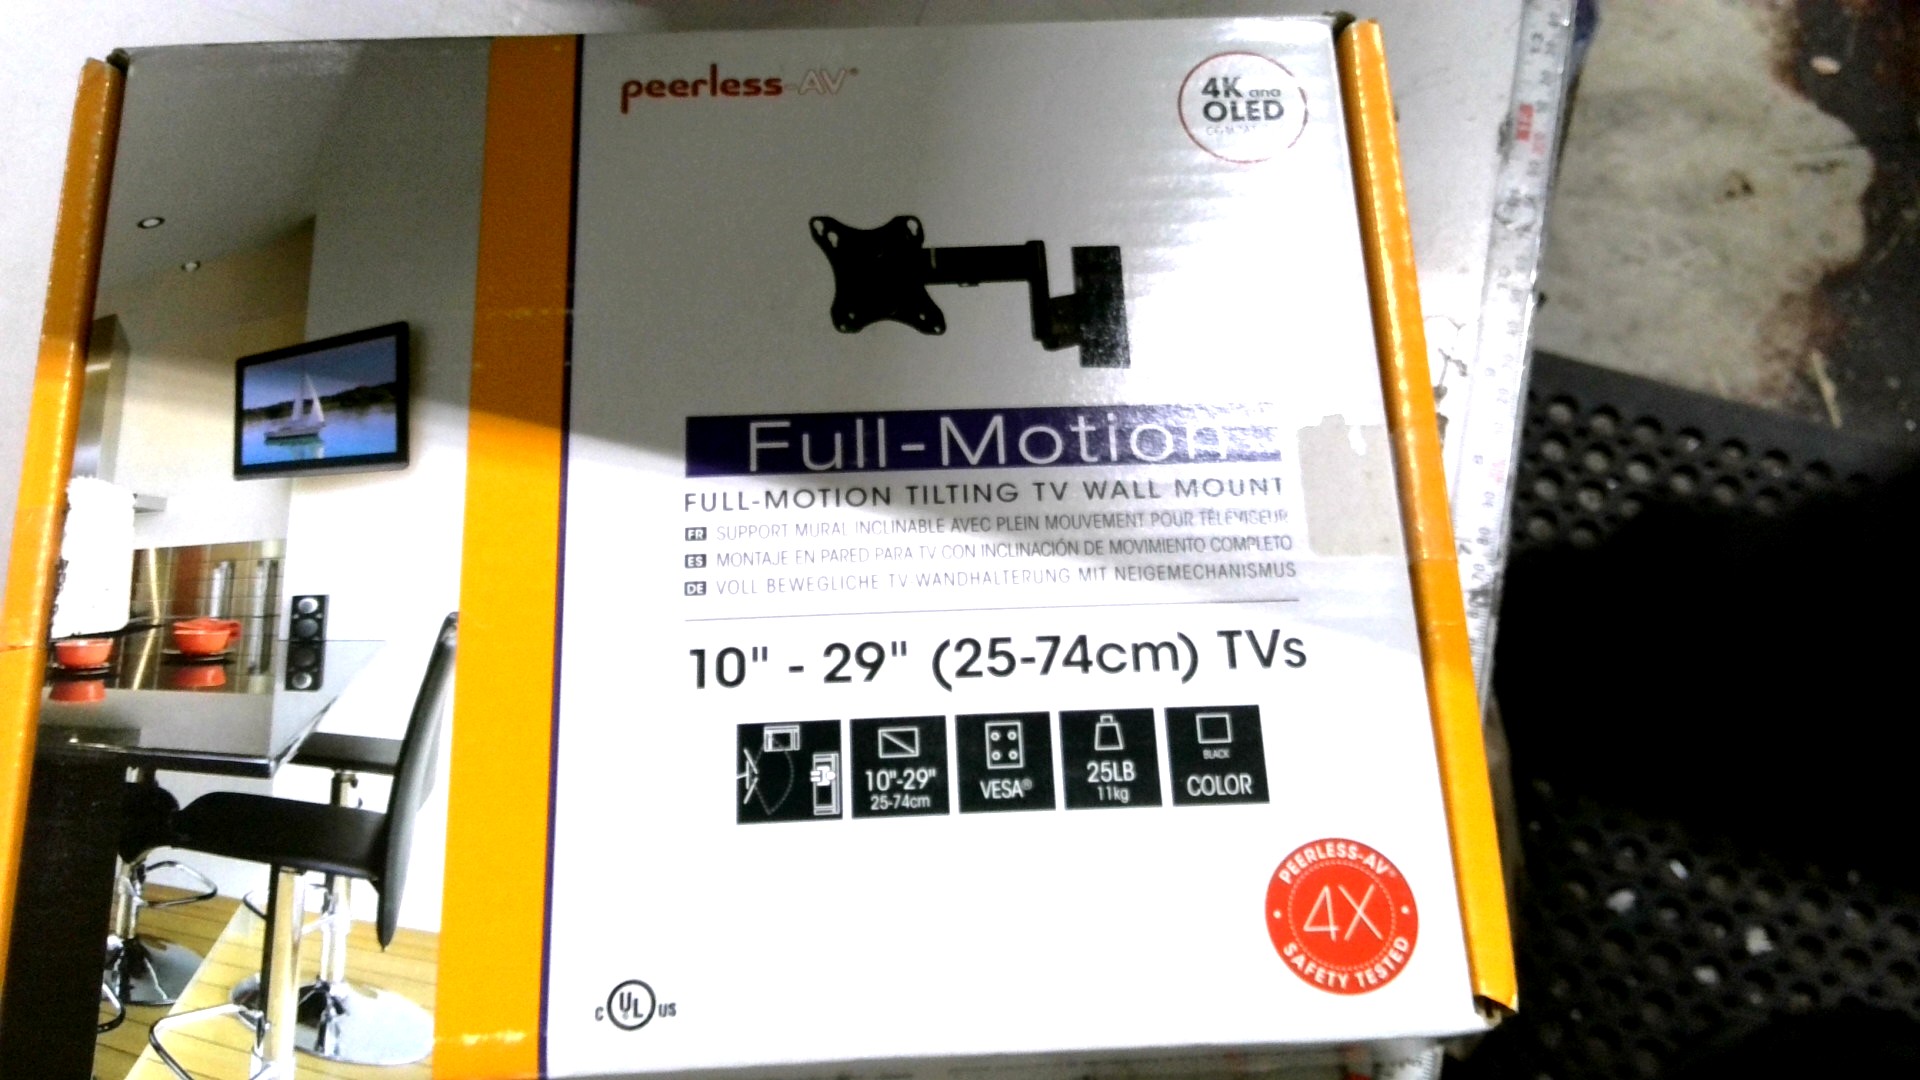 peerless-AV®
4K and
OLED
Full-Motion
FULL-MOTION TILTING TV WALL MOUNT
FR SUPPORT MURAL INCLINABLE AVEC PLEIN MOUVEMENT POUR TÉLÉVISEUR
ES MONTAJE EN PARED PARA TV CON INCLINACIÓN DE MOVIMIENTO COMPLETO
DE VOLL BEWEGLICHE TV WANDHALTERUNG MIT NEIGEMECHANISMUS
10" - 29" (25-74cm) TVs
10"-29"
25-74cm
VESA®
25LB
11kg
BLACK
COLOR
PEERLESS-AV®
4X
SAFETY TESTED
C UL US